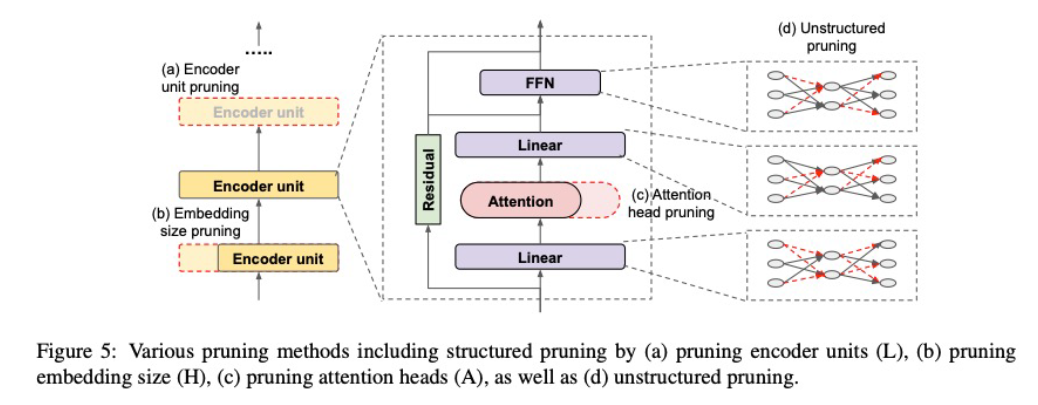 .....
(a) Encoder
unit pruning
Encoder unit
Encoder unit
(b) Embedding
size pruning
Encoder unit
FFN
Linear
Residual
Attention
(c) Attention
head pruning
Linear
(d) Unstructured
pruning
Figure 5: Various pruning methods including structured pruning by (a) pruning encoder units (L), (b) pruning
embedding size (H), (c) pruning attention heads (A), as well as (d) unstructured pruning.